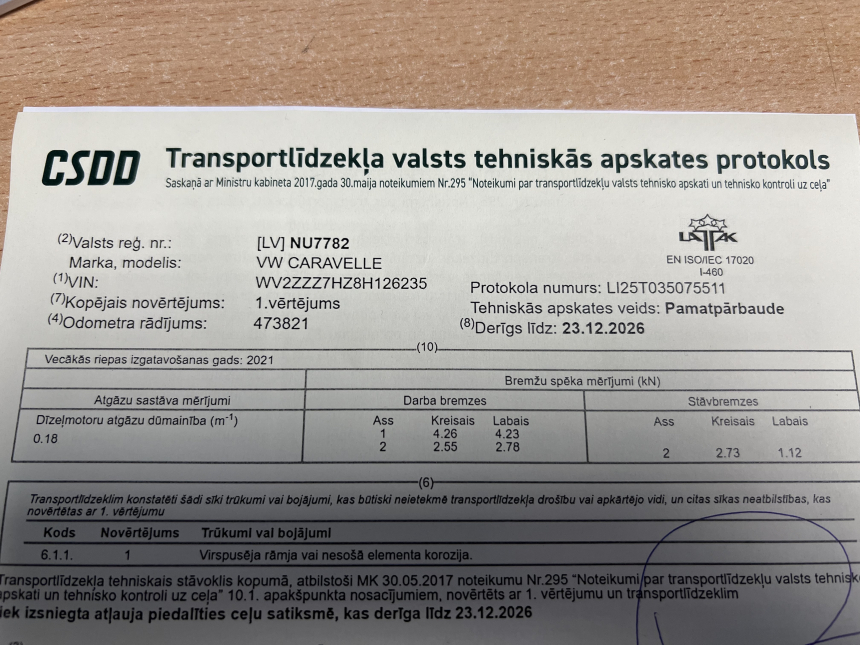 CSDD
Transportlīdzekļa valsts tehniskās apskates protokols
Saskaņā ar Ministru kabineta 2017.gada 30.maija noteikumiem Nr.295 "Noteikumi par transportlīdzekļu valsts tehnisko apskati un tehnisko kontroli uz ceļa"
(2)Valsts reģ. nr.: [LV] NU7782
Marka, modelis: VW CARAVELLE
(1)VIN: WV2ZZZ7HZ8H126235
(7)Kopējais novērtējums: 1.vērtējums
(4)Odometra rādījums: 473821
LATAK
EN ISO/IEC 17020
I-460
Protokola numurs: LI25T035075511
Tehniskās apskates veids: Pamatpārbaude
(8)Derīgs līdz: 23.12.2026
(10)
Vecākās riepas izgatavošanas gads: 2021
Bremžu spēka mērījumi (kN)
Atgāzu sastāva mērījumi Darba bremzes Stāvbremzes
Dīzeļmotoru atgāzu dūmainība (m-1) Ass Kreisais Labais Ass Kreisais Labais
0.18 1 4.26 4.23
2 2.55 2.78 2 2.73 1.12
(6)
Transportlīdzeklim konstatēti šādi sīki trūkumi vai bojājumi, kas būtiski neietekmē transportlīdzekļa drošību vai apkārtējo vidi, un citas sīkas neatbilstības, kas
novērtētas ar 1. vērtējumu
Kods Novērtējums Trūkumi vai bojājumi
6.1.1. 1 Virspusēja rāmja vai nesošā elementa korozija.
Transportlīdzekļa tehniskais stāvoklis kopumā, atbilstoši MK 30.05.2017 noteikumu Nr.295 "Noteikumi par transportlīdzekļu valsts tehnisk
apskati un tehnisko kontroli uz ceļa" 10.1. apakšpunkta nosacījumiem, novērtēts ar 1. vērtējumu un transportlīdzeklim
iek izsniegta atļauja piedalīties ceļu satiksmē, kas derīga līdz 23.12.2026